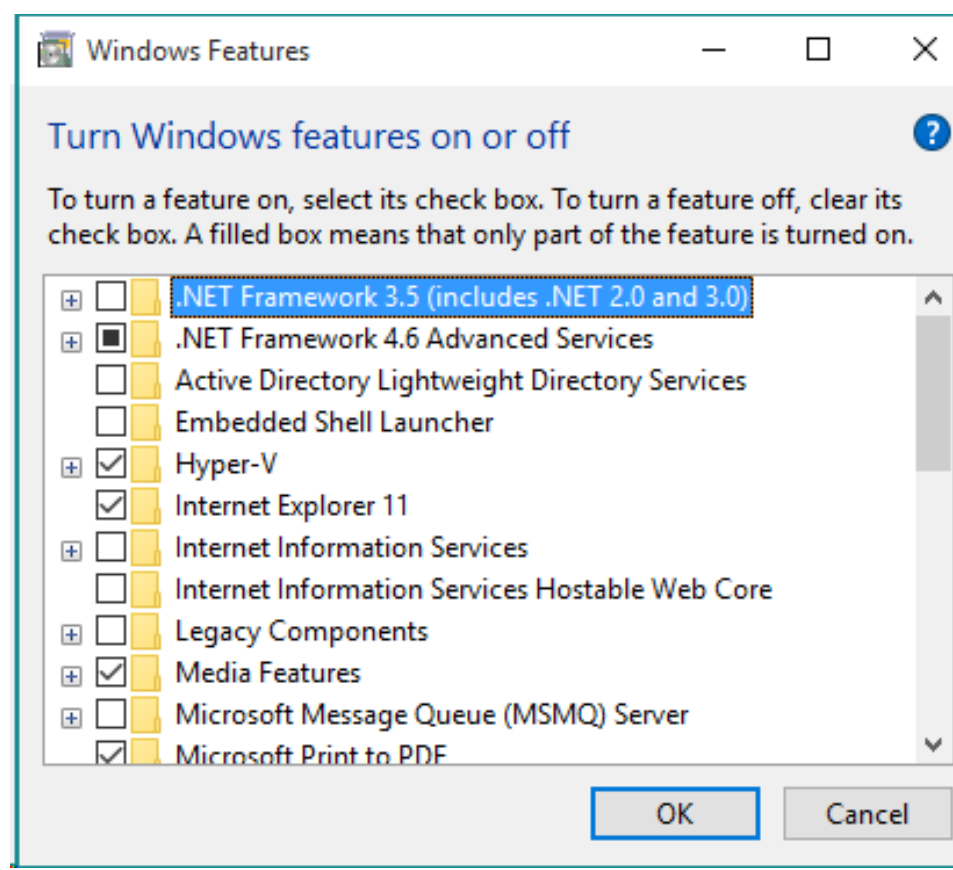 Windows Features
Turn Windows features on or off
To turn a feature on, select its check box. To turn a feature off, clear its
check box. A filled box means that only part of the feature is turned on.
.NET Framework 3.5 (includes .NET 2.0 and 3.0)
.NET Framework 4.6 Advanced Services
Active Directory Lightweight Directory Services
Embedded Shell Launcher
Hyper-V
Internet Explorer 11
Internet Information Services
Internet Information Services Hostable Web Core
Legacy Components
Media Features
Microsoft Message Queue (MSMQ) Server
Microsoft Print to PDF
OK Cancel